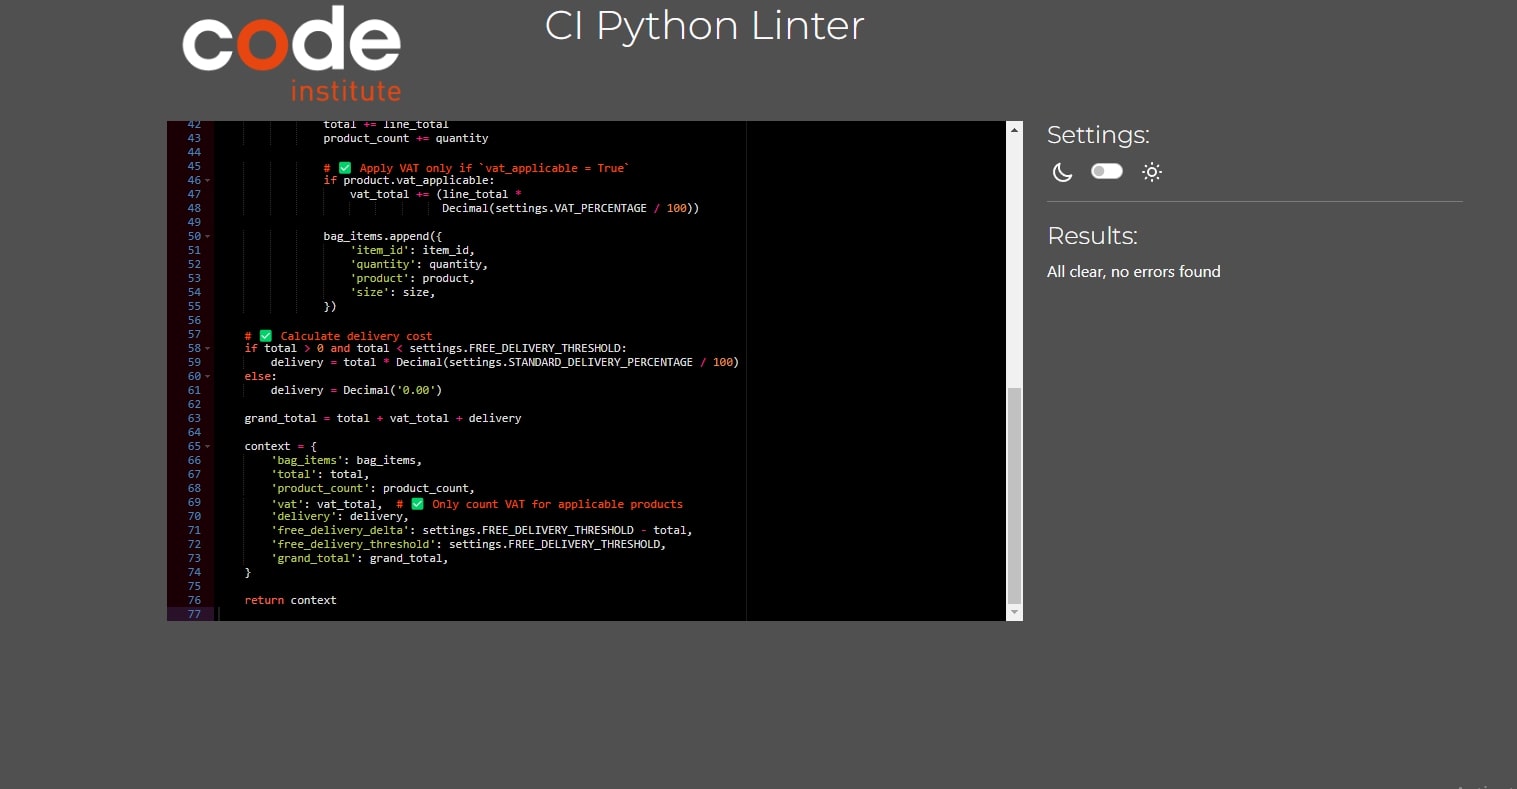 code
institute
CI Python Linter
42 total += line_total
43 product_count += quantity
44
45 # ✅ Apply VAT only if `vat_applicable = True`
46 if product.vat_applicable:
47 vat_total += (line_total *
48 Decimal(settings.VAT_PERCENTAGE / 100))
49
50 bag_items.append({
51 'item_id': item_id,
52 'quantity': quantity,
53 'product': product,
54 'size': size,
55 })
56
57 # ✅ Calculate delivery cost
58 if total > 0 and total < settings.FREE_DELIVERY_THRESHOLD:
59 delivery = total * Decimal(settings.STANDARD_DELIVERY_PERCENTAGE / 100)
60 else:
61 delivery = Decimal('0.00')
62
63 grand_total = total + vat_total + delivery
64
65 context = {
66 'bag_items': bag_items,
67 'total': total,
68 'product_count': product_count,
69 'vat': vat_total,  # ✅ Only count VAT for applicable products
70 'delivery': delivery,
71 'free_delivery_delta': settings.FREE_DELIVERY_THRESHOLD - total,
72 'free_delivery_threshold': settings.FREE_DELIVERY_THRESHOLD,
73 'grand_total': grand_total,
74 }
75
76 return context
77
Settings:
Results:
All clear, no errors found